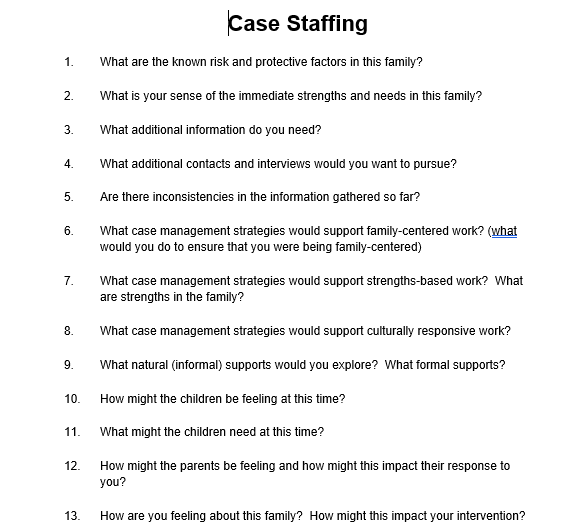 Case Staffing
1. What are the known risk and protective factors in this family?
2. What is your sense of the immediate strengths and needs in this family?
3. What additional information do you need?
4. What additional contacts and interviews would you want to pursue?
5. Are there inconsistencies in the information gathered so far?
6. What case management strategies would support family-centered work? (what
would you do to ensure that you were being family-centered)
7. What case management strategies would support strengths-based work?  What
are strengths in the family?
8. What case management strategies would support culturally responsive work?
9. What natural (informal) supports would you explore?  What formal supports?
10. How might the children be feeling at this time?
11. What might the children need at this time?
12. How might the parents be feeling and how might this impact their response to
you?
13. How are you feeling about this family?  How might this impact your intervention?